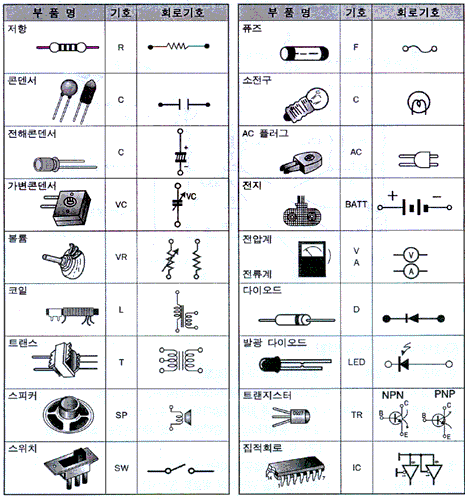 부 품 명 기호 회로기호
저항 R
콘덴서 C
전해콘덴서 C + −
가변콘덴서 VC VC
볼륨 VR
코일 L
트랜스 T
스피커 SP
스위치 SW
부 품 명 기호 회로기호
퓨즈 F
소전구 C
AC 플러그 AC
전지 BATT + −
전압계 V V
전류계 A A
다이오드 D
발광 다이오드 LED
트랜지스터 TR NPN PNP
B C E B C E
집적회로 IC